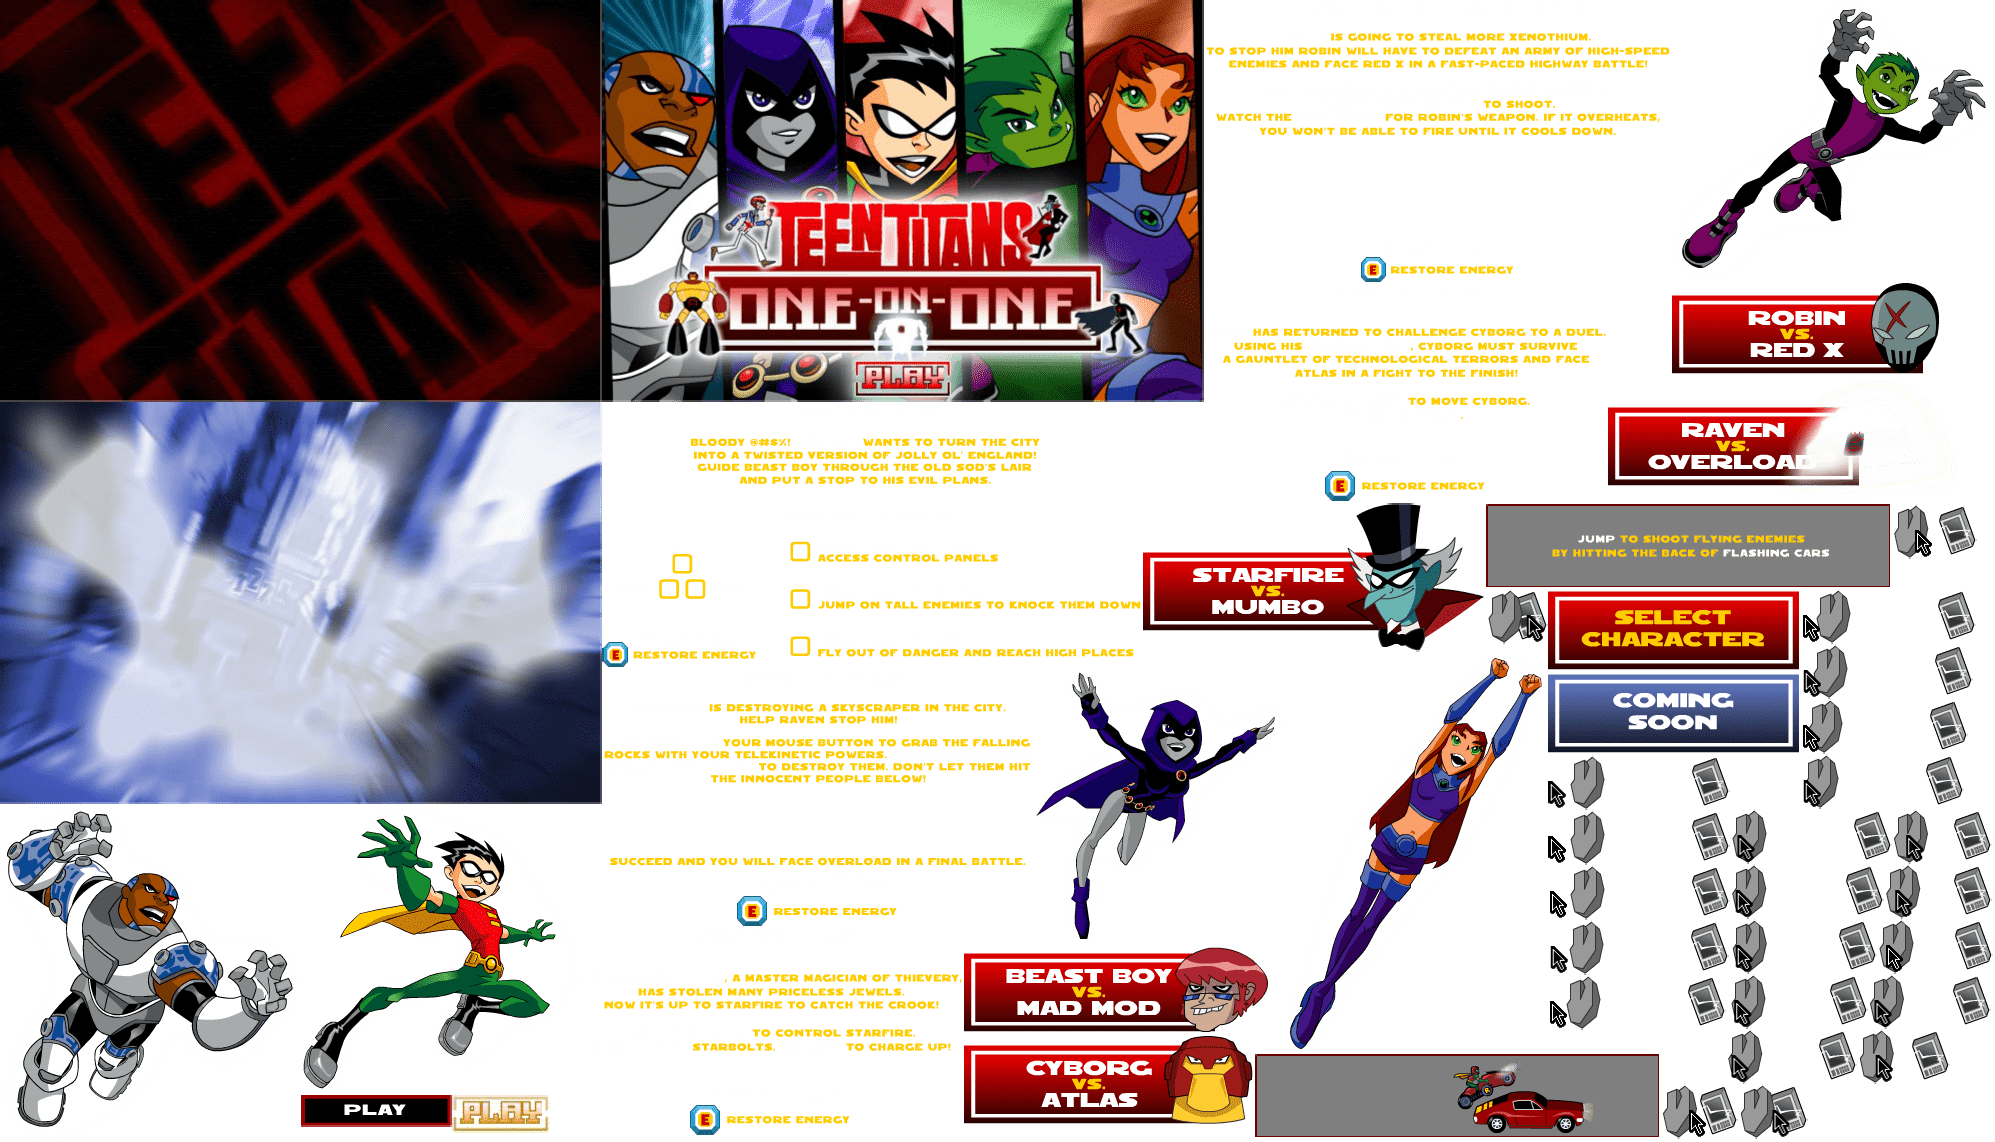 TEEN
TITANS
TEEN TITANS
ONE-ON-ONE
PLAY
IS GOING TO STEAL MORE XENOTHIUM.
TO STOP HIM ROBIN WILL HAVE TO DEFEAT AN ARMY OF HIGH-SPEED
ENEMIES AND FACE RED X IN A FAST-PACED HIGHWAY BATTLE!
TO SHOOT.
WATCH THE FOR ROBIN'S WEAPON. IF IT OVERHEATS,
YOU WON'T BE ABLE TO FIRE UNTIL IT COOLS DOWN.
E RESTORE ENERGY
HAS RETURNED TO CHALLENGE CYBORG TO A DUEL.
USING HIS , CYBORG MUST SURVIVE
A GAUNTLET OF TECHNOLOGICAL TERRORS AND FACE
ATLAS IN A FIGHT TO THE FINISH!
TO MOVE CYBORG.
.
E RESTORE ENERGY
ROBIN
VS.
RED X
RAVEN
VS.
OVERLOAD
BLOODY @#$%! WANTS TO TURN THE CITY
INTO A TWISTED VERSION OF JOLLY OL' ENGLAND!
GUIDE BEAST BOY THROUGH THE OLD SOD'S LAIR
AND PUT A STOP TO HIS EVIL PLANS.
ACCESS CONTROL PANELS
JUMP ON TALL ENEMIES TO KNOCK THEM DOWN
FLY OUT OF DANGER AND REACH HIGH PLACES
E RESTORE ENERGY
STARFIRE
VS.
MUMBO
JUMP TO SHOOT FLYING ENEMIES
BY HITTING THE BACK OF FLASHING CARS
SELECT
CHARACTER
COMING
SOON
IS DESTROYING A SKYSCRAPER IN THE CITY.
HELP RAVEN STOP HIM!
YOUR MOUSE BUTTON TO GRAB THE FALLING
ROCKS WITH YOUR TELEKINETIC POWERS.
TO DESTROY THEM. DON'T LET THEM HIT
THE INNOCENT PEOPLE BELOW!
SUCCEED AND YOU WILL FACE OVERLOAD IN A FINAL BATTLE.
E RESTORE ENERGY
, A MASTER MAGICIAN OF THIEVERY,
HAS STOLEN MANY PRICELESS JEWELS.
NOW IT'S UP TO STARFIRE TO CATCH THE CROOK!
TO CONTROL STARFIRE.
STARBOLTS. TO CHARGE UP!
E RESTORE ENERGY
BEAST BOY
VS.
MAD MOD
CYBORG
VS.
ATLAS
PLAY
PLAY